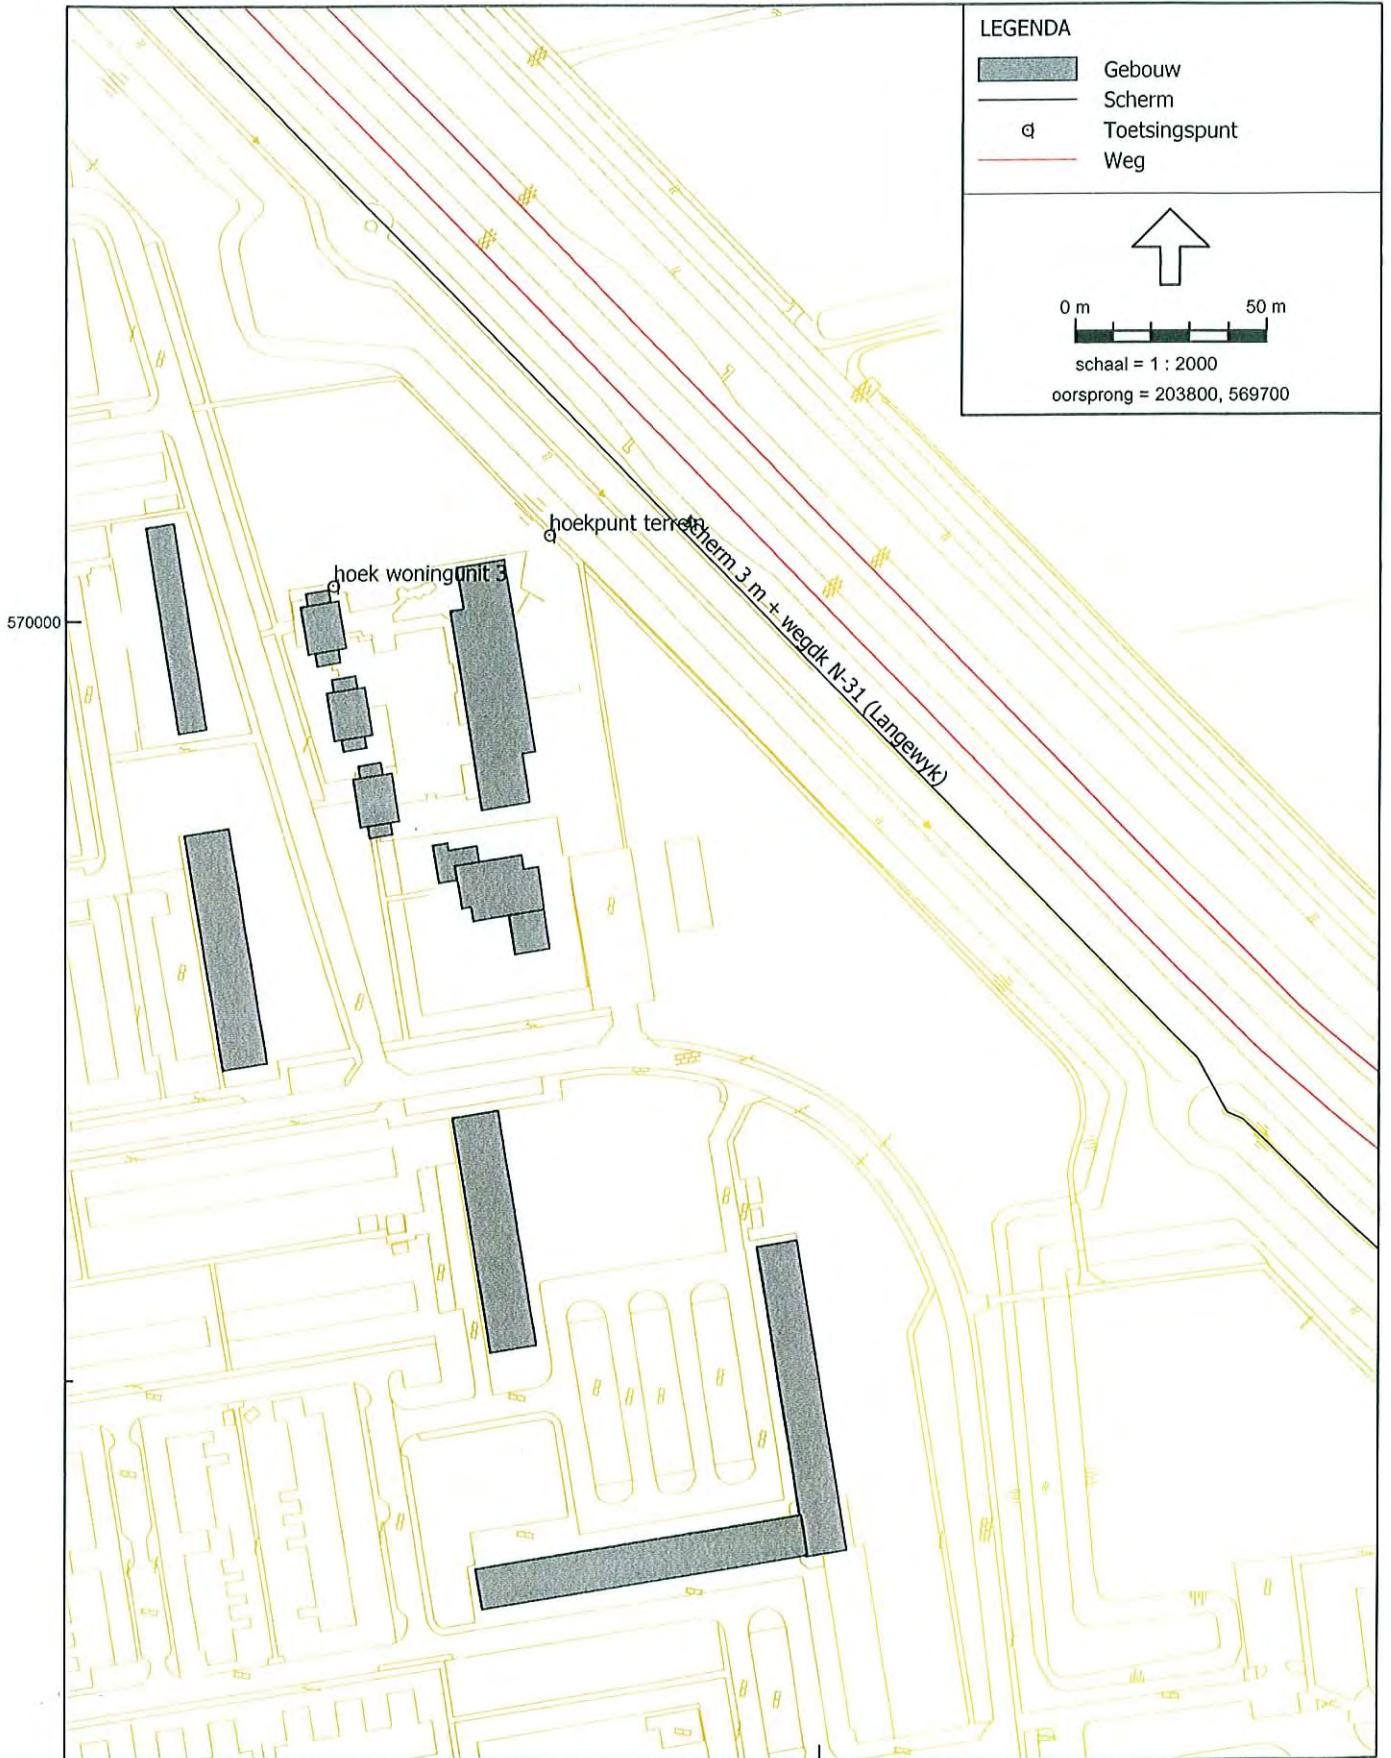 LEGENDA
Gebouw
Scherm
Toetsingspunt
Weg
0 m 50 m
schaal = 1 : 2000
oorsprong = 203800, 569700
hoekpunt terrein
hoek woningunit 3
Scherm 3 m + wegdk N-31 (Langewyk)
570000